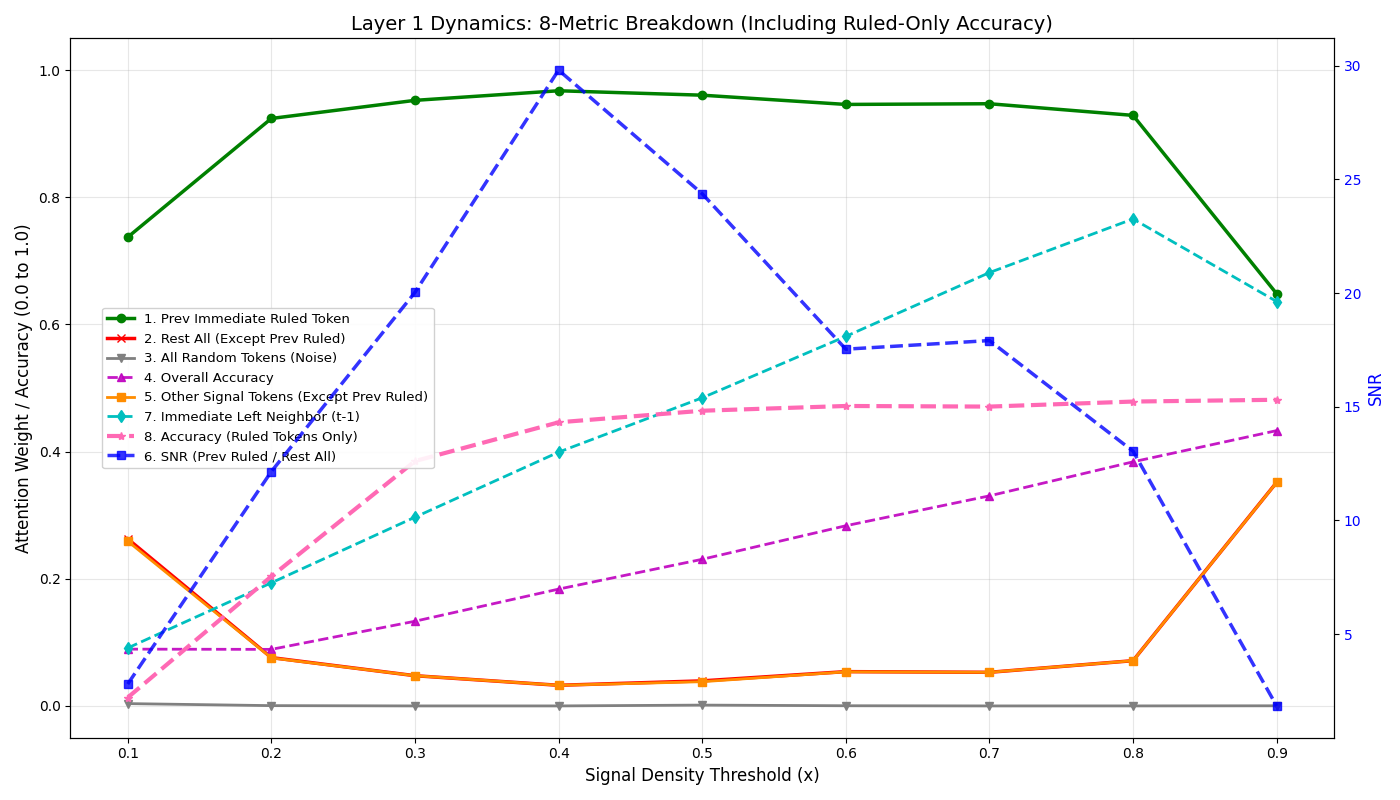 Layer 1 Dynamics: 8-Metric Breakdown (Including Ruled-Only Accuracy)
Attention Weight / Accuracy (0.0 to 1.0)
1.0
0.8
0.6
0.4
0.2
0.0
1. Prev Immediate Ruled Token
2. Rest All (Except Prev Ruled)
3. All Random Tokens (Noise)
4. Overall Accuracy
5. Other Signal Tokens (Except Prev Ruled)
7. Immediate Left Neighbor (t-1)
8. Accuracy (Ruled Tokens Only)
6. SNR (Prev Ruled / Rest All)
30
25
20
15
10
5
SNR
0.1 0.2 0.3 0.4 0.5 0.6 0.7 0.8 0.9
Signal Density Threshold (x)